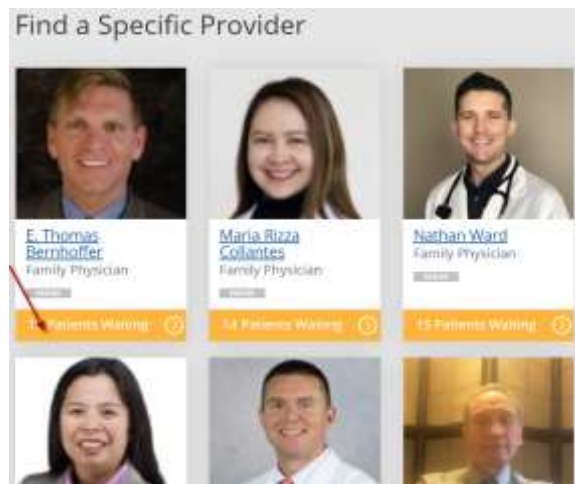 Find a Specific Provider
E. Thomas
Bernhoffer
Family Physician
Patients Waiting
Maria Rizza
Collantes
Family Physician
14 Patients Waiting
Nathan Ward
Family Physician
15 Patients Waiting